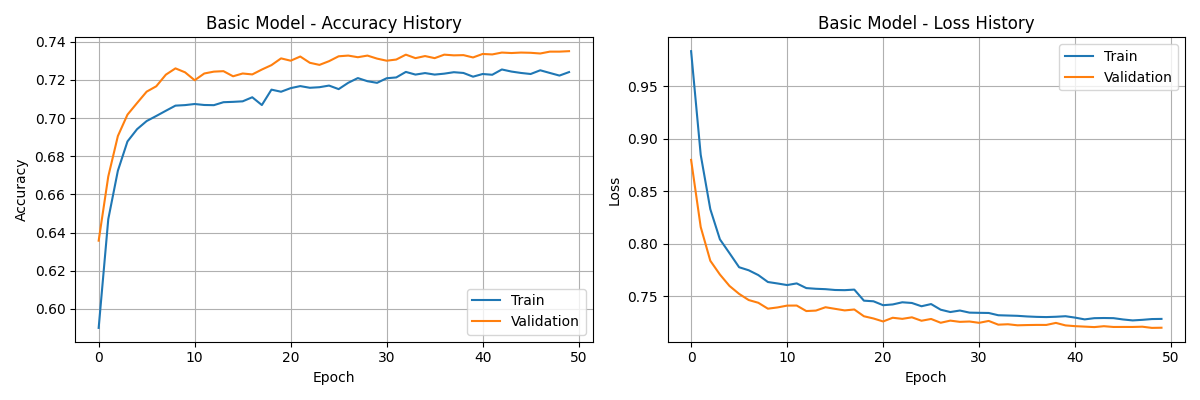 Basic Model - Accuracy History
Accuracy
0.74
0.72
0.70
0.68
0.66
0.64
0.62
0.60
0
10
20
30
40
50
Epoch
Train
Validation
Basic Model - Loss History
Loss
0.95
0.90
0.85
0.80
0.75
0
10
20
30
40
50
Epoch
Train
Validation